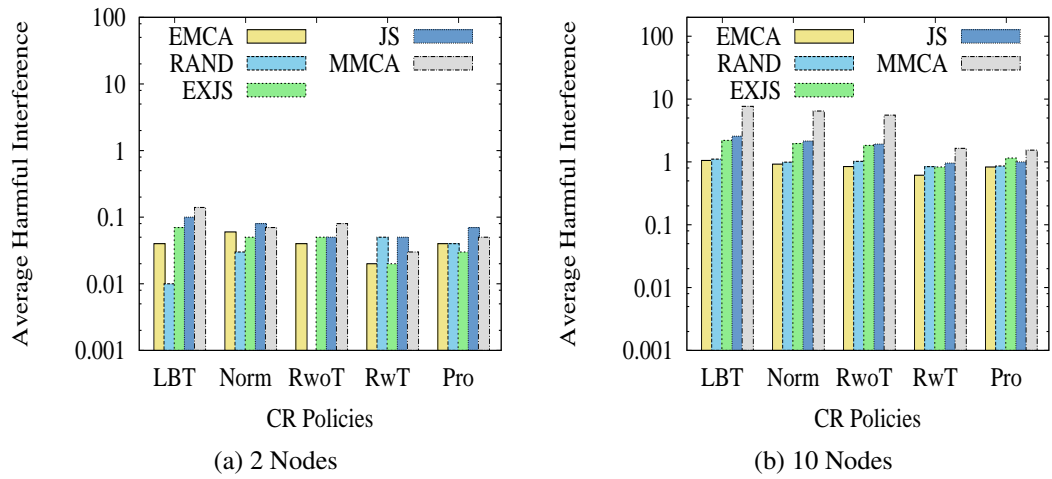 Average Harmful Interference
100
10
1
0.1
0.01
0.001
EMCA
RAND
EXJS
JS
MMCA
LBT Norm RwoT RwT Pro
CR Policies
(a) 2 Nodes
Average Harmful Interference
100
10
1
0.1
0.01
0.001
EMCA
RAND
EXJS
JS
MMCA
LBT Norm RwoT RwT Pro
CR Policies
(b) 10 Nodes